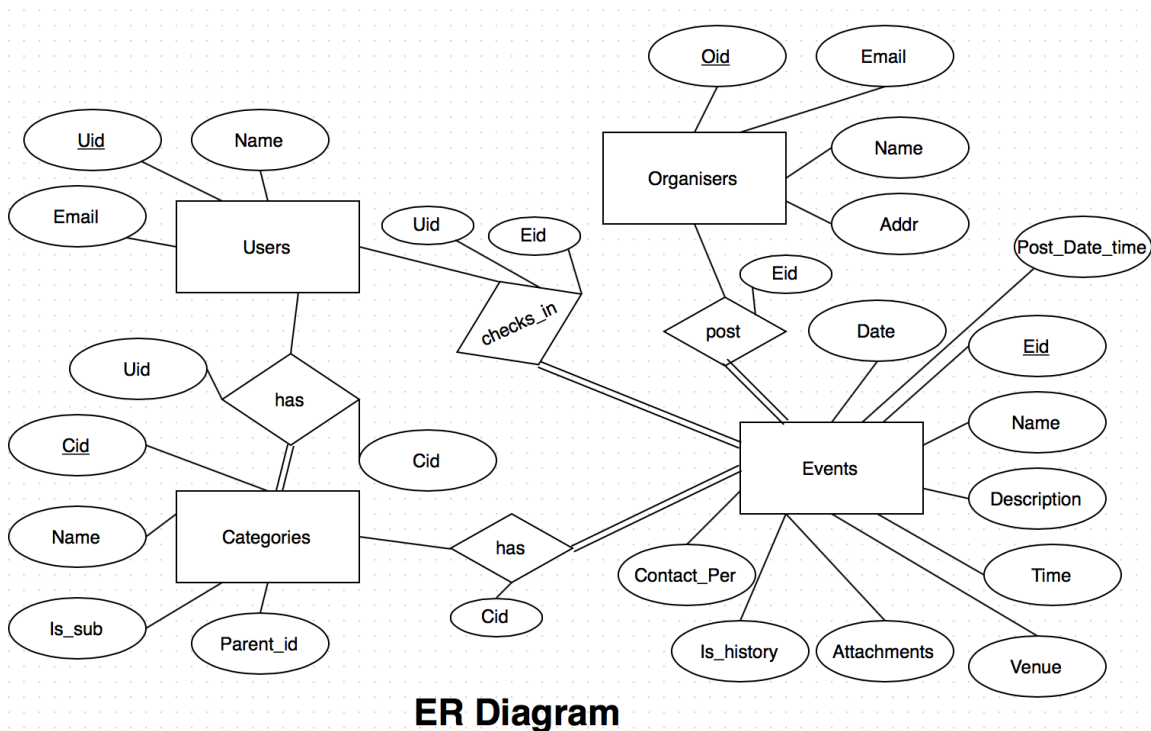 Oid
Email
Uid
Name
Organisers
Name
Email
Addr
Users
Uid
Eid
Post_Date_time
Eid
checks_in
post
Date
Eid
Uid
has
Name
Cid
Cid
Events
Description
Name
Categories
has
Contact_Per
Time
Cid
Is_sub
Parent_id
Is_history
Attachments
Venue
ER Diagram